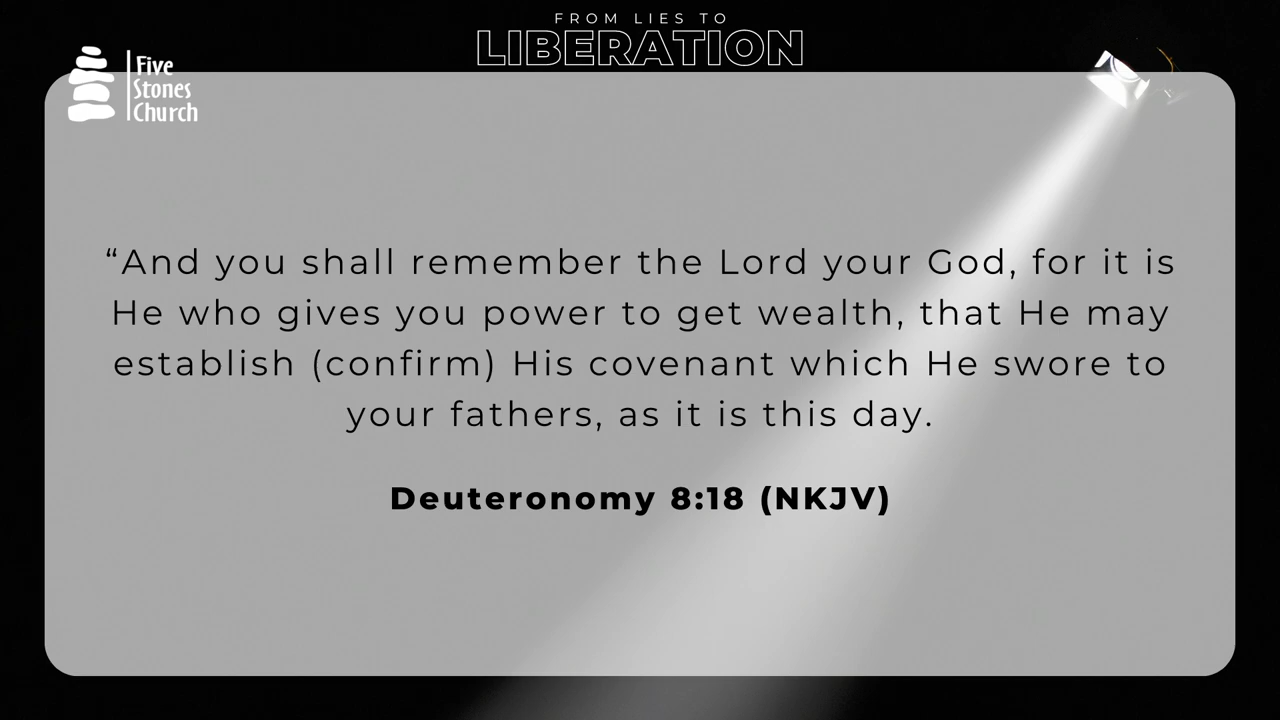 FROM LIES TO
LIBERATION
Five
Stones
Church
“And you shall remember the Lord your God, for it is
He who gives you power to get wealth, that He may
establish (confirm) His covenant which He swore to
your fathers, as it is this day.
Deuteronomy 8:18 (NKJV)